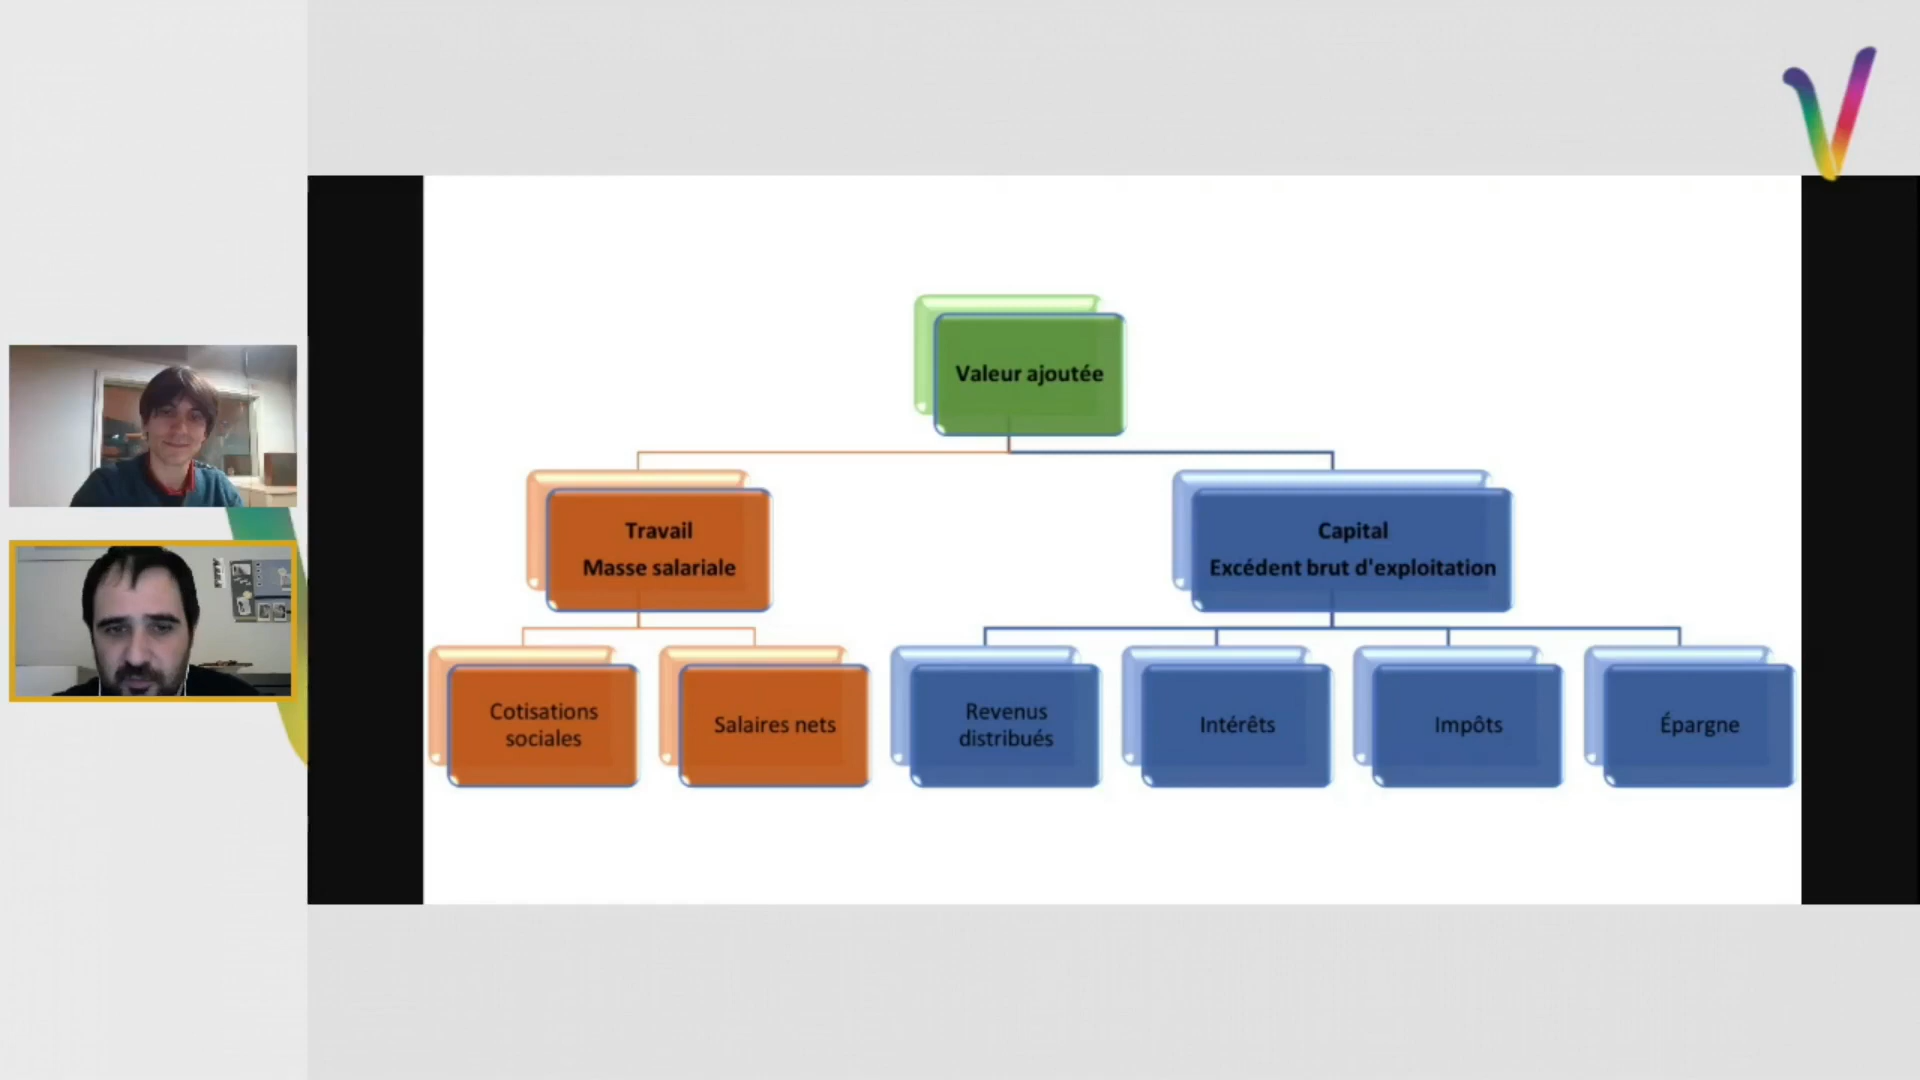 Valeur ajoutée
Travail
Masse salariale
Capital
Excédent brut d'exploitation
Cotisations
sociales
Salaires nets
Revenus
distribués
Intérêts
Impôts
Épargne